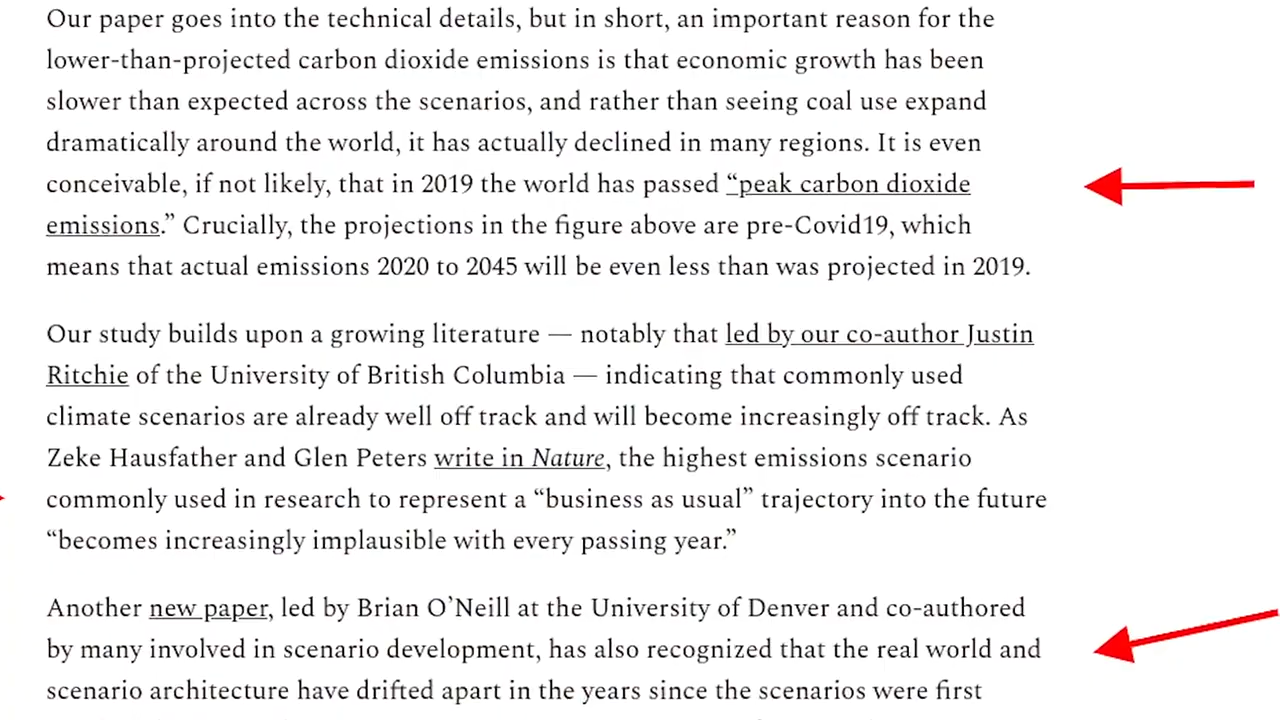 Our paper goes into the technical details, but in short, an important reason for the
lower-than-projected carbon dioxide emissions is that economic growth has been
slower than expected across the scenarios, and rather than seeing coal use expand
dramatically around the world, it has actually declined in many regions. It is even
conceivable, if not likely, that in 2019 the world has passed “peak carbon dioxide
emissions.” Crucially, the projections in the figure above are pre-Covid19, which
means that actual emissions 2020 to 2045 will be even less than was projected in 2019.
Our study builds upon a growing literature — notably that led by our co-author Justin
Ritchie of the University of British Columbia — indicating that commonly used
climate scenarios are already well off track and will become increasingly off track. As
Zeke Hausfather and Glen Peters write in Nature, the highest emissions scenario
commonly used in research to represent a “business as usual” trajectory into the future
“becomes increasingly implausible with every passing year.”
Another new paper, led by Brian O’Neill at the University of Denver and co-authored
by many involved in scenario development, has also recognized that the real world and
scenario architecture have drifted apart in the years since the scenarios were first